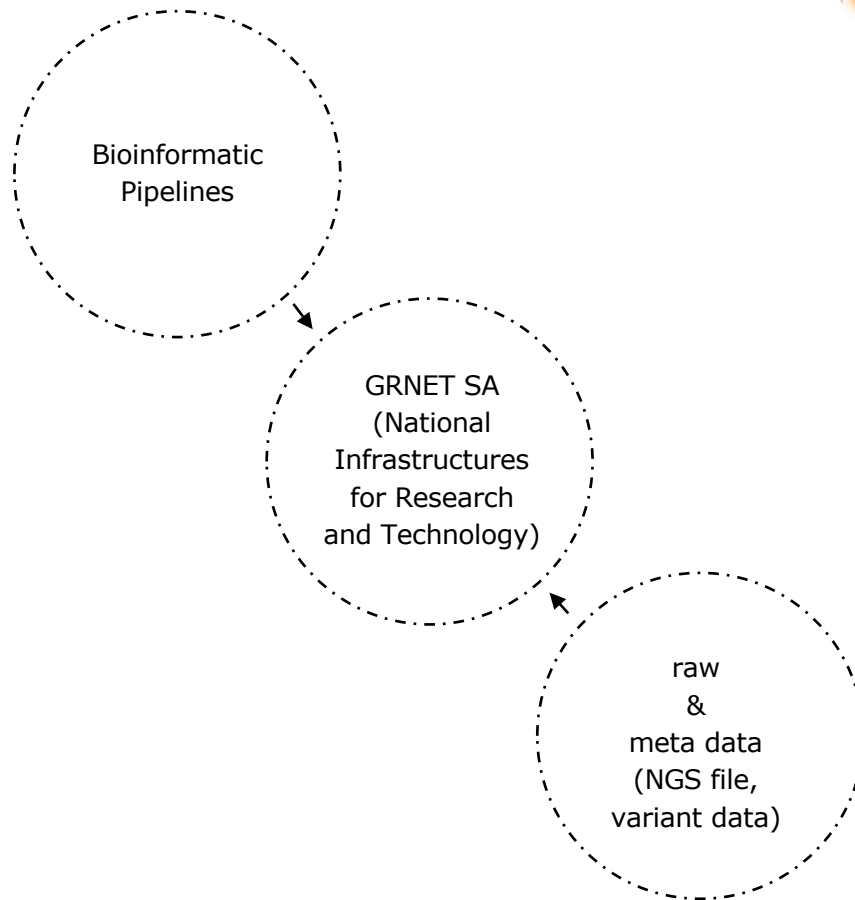 Bioinformatic
Pipelines
GRNET SA
(National
Infrastructures
for Research
and Technology)
raw
&
meta data
(NGS file,
variant data)